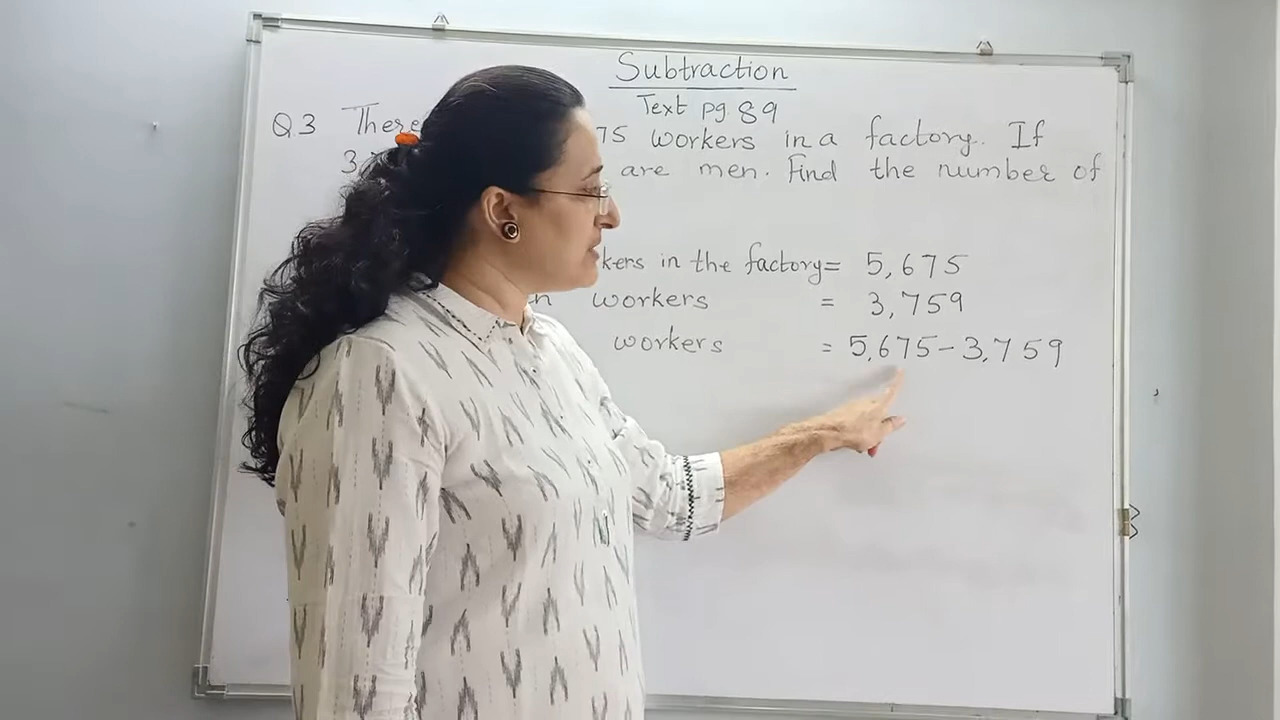 Subtraction
Text pg. 89
Q.3 There 75 workers in a factory. If
are men. Find the number of
kers in the factory = 5,675
workers = 3,759
workers = 5,675 - 3,759